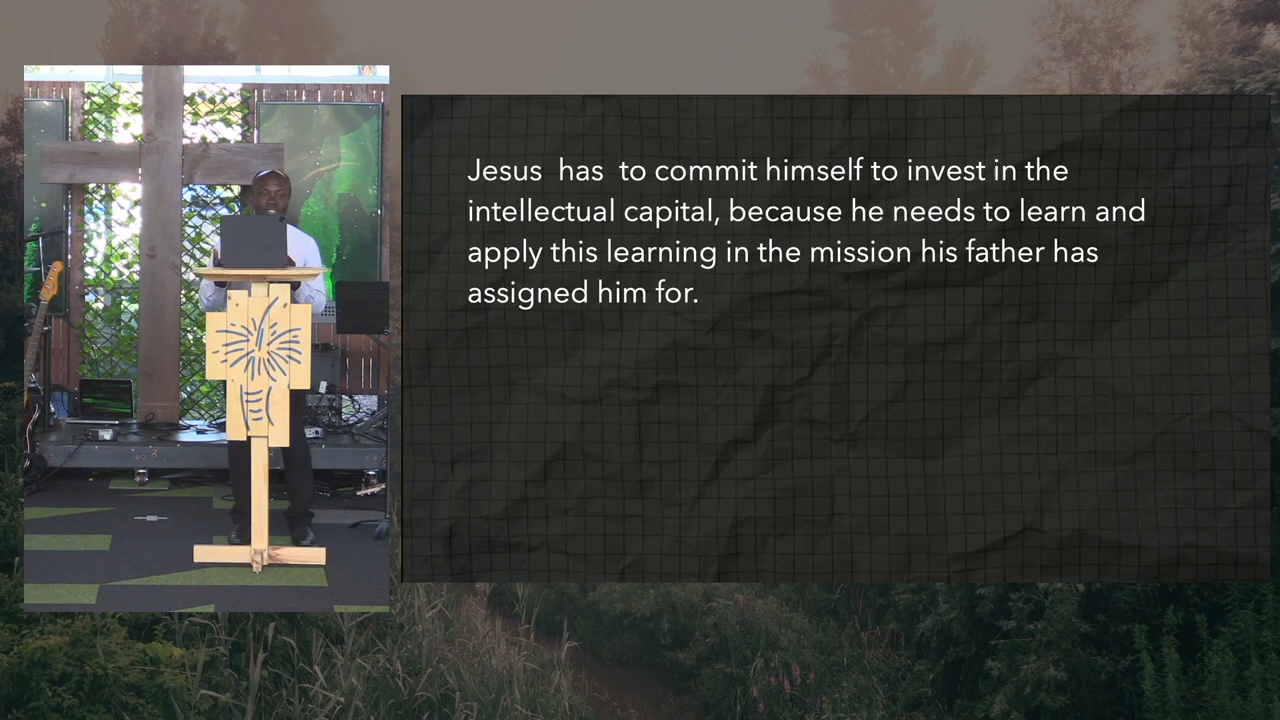 Jesus  has  to commit himself to invest in the
intellectual capital, because he needs to learn and
apply this learning in the mission his father has
assigned him for.